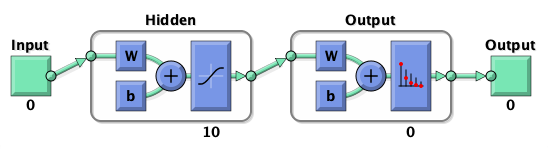 Hidden Output
Input Output
W W
+ +
b b
0 0
10 0